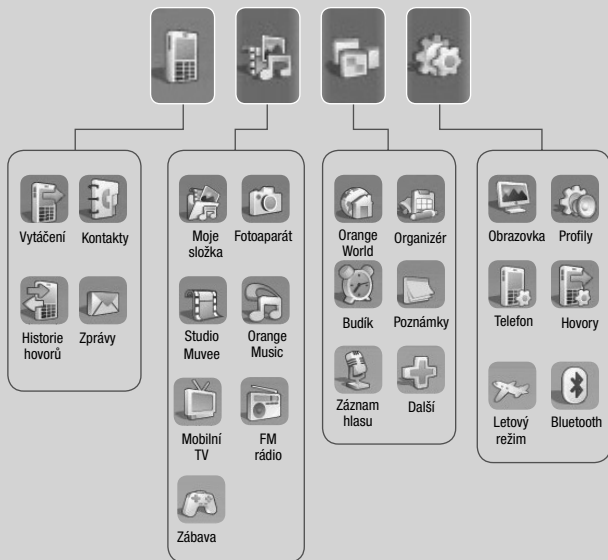 Vytáčení
Kontakty
Historie
hovorů
Zprávy
Moje
složka
Fotoaparát
Studio
Muvee
Orange
Music
Mobilní
TV
FM
rádio
Zábava
Orange
World
Organizér
Budík
Poznámky
Záznam
hlasu
Další
Obrazovka
Profily
Telefon
Hovory
Letový
režim
Bluetooth